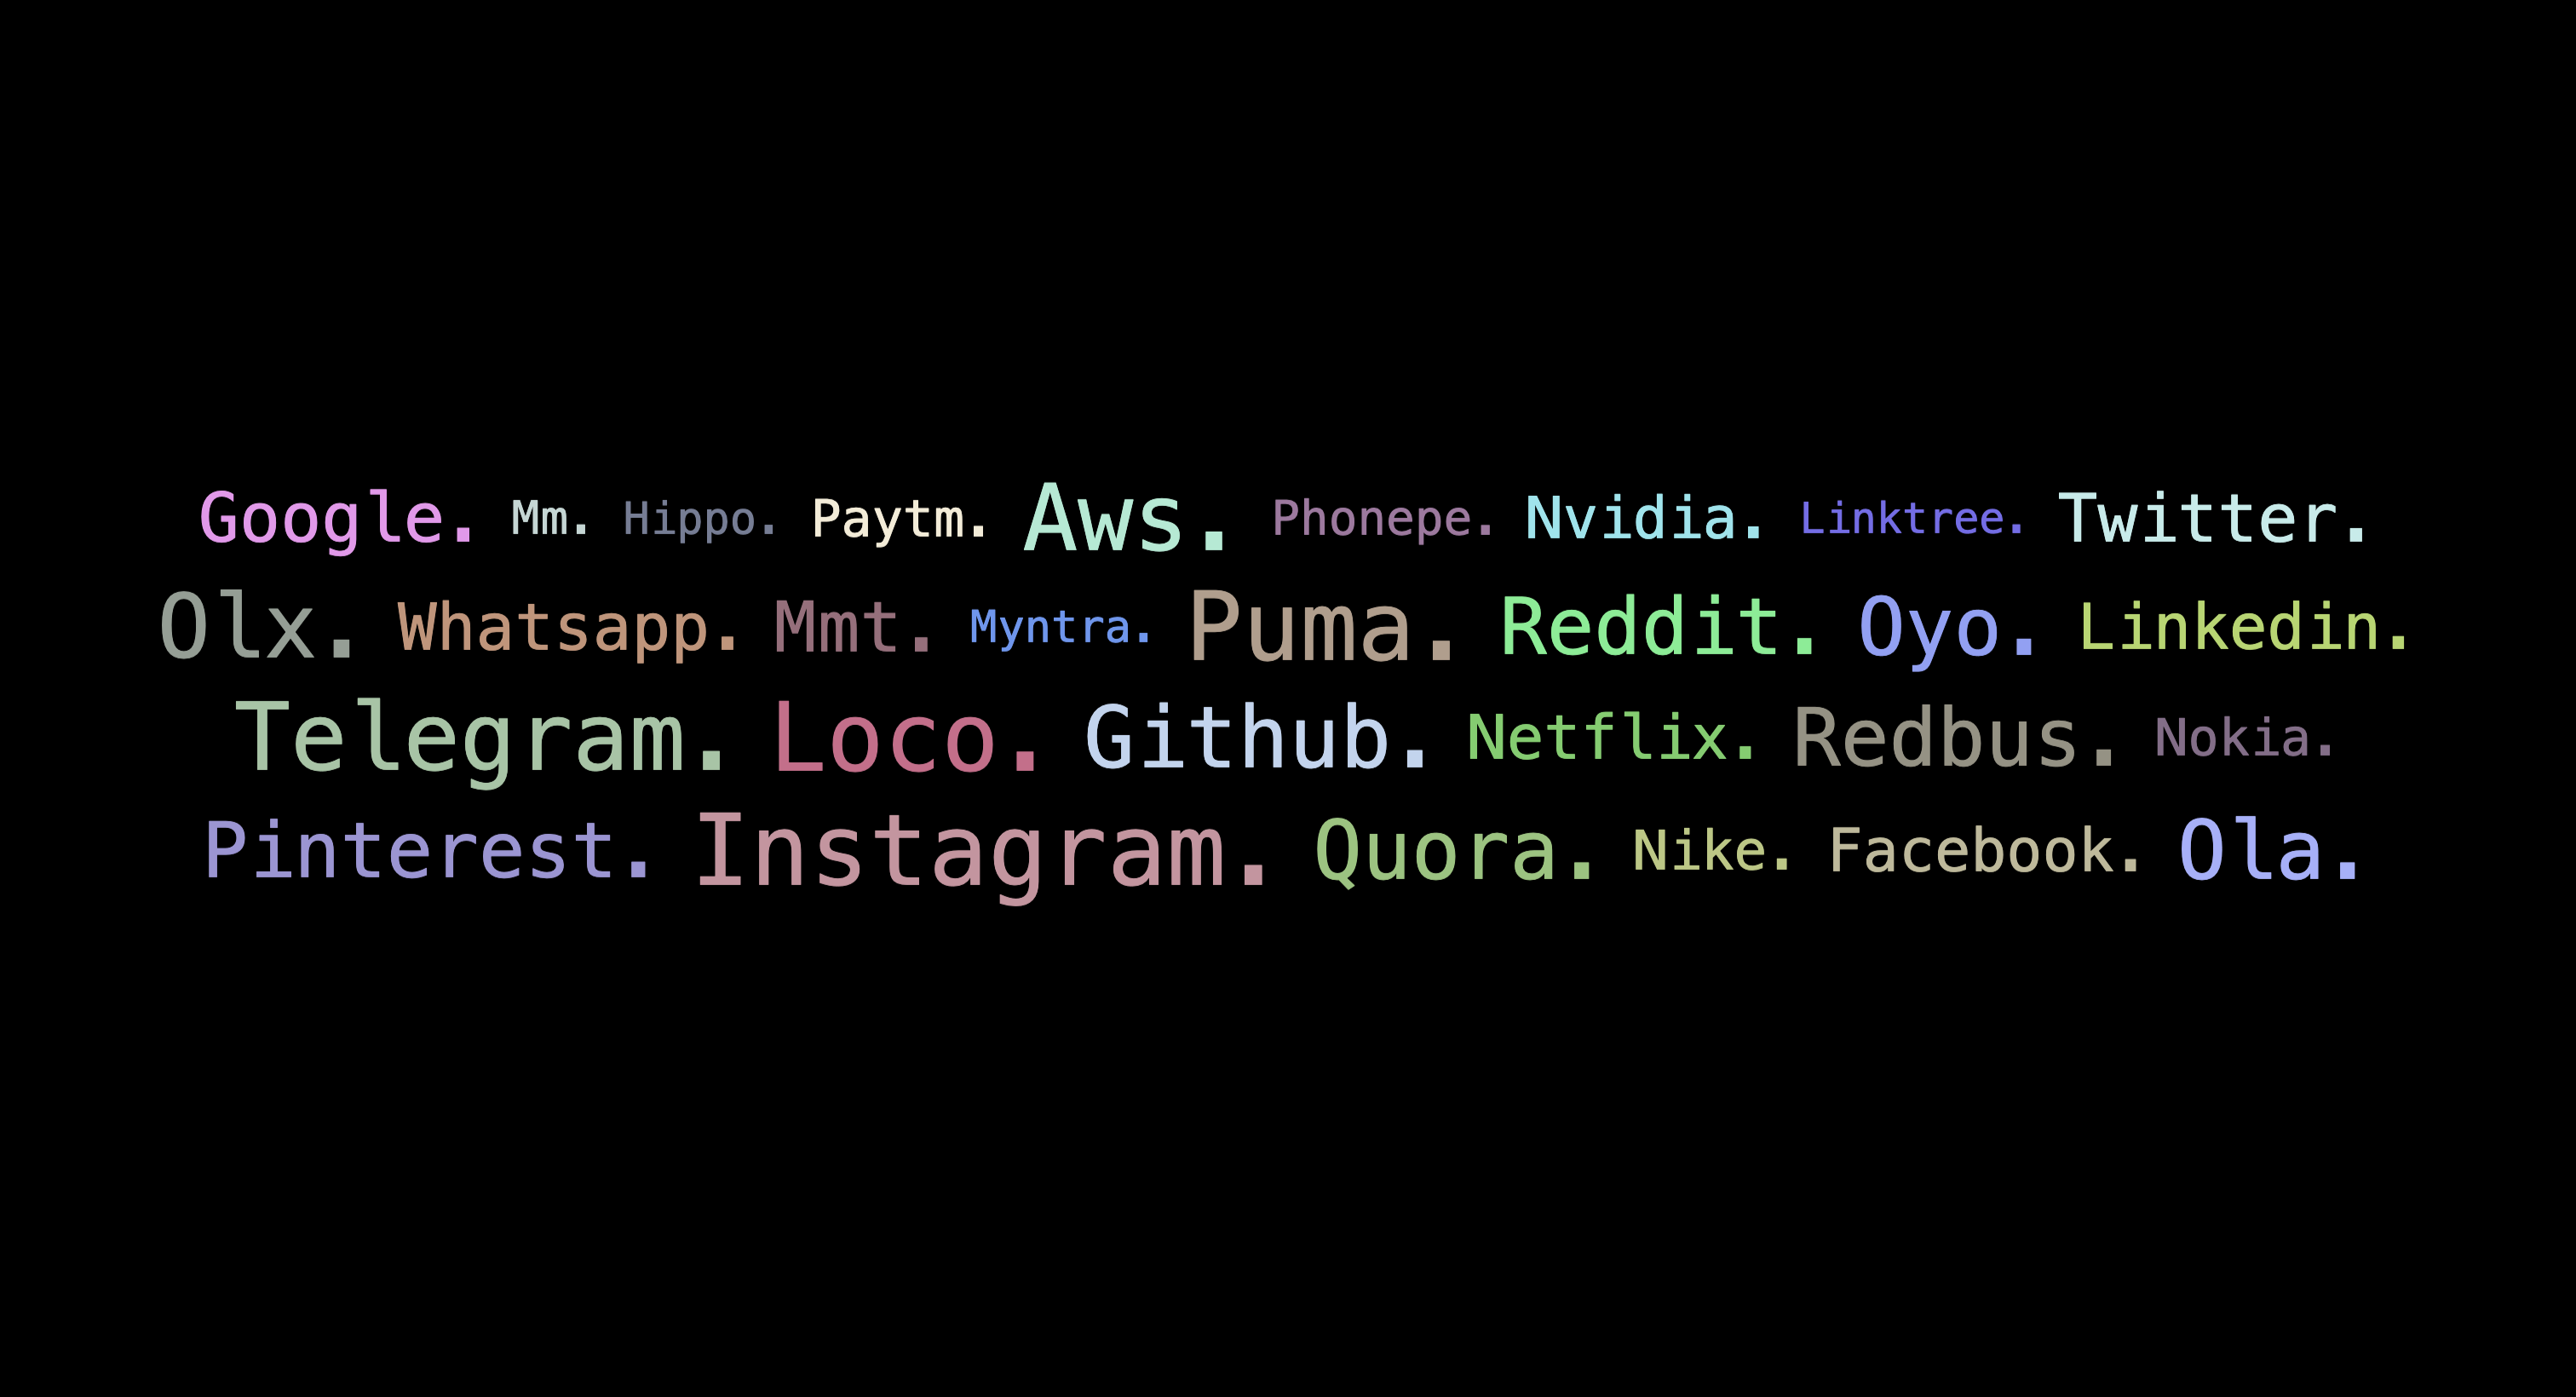 Google. Mm. Hippo. Paytm. Aws. Phonepe. Nvidia. Linktree. Twitter.
Olx. Whatsapp. Mmt. Myntra. Puma. Reddit. Oyo. Linkedin.
Telegram. Loco. Github. Netflix. Redbus. Nokia.
Pinterest. Instagram. Quora. Nike. Facebook. Ola.